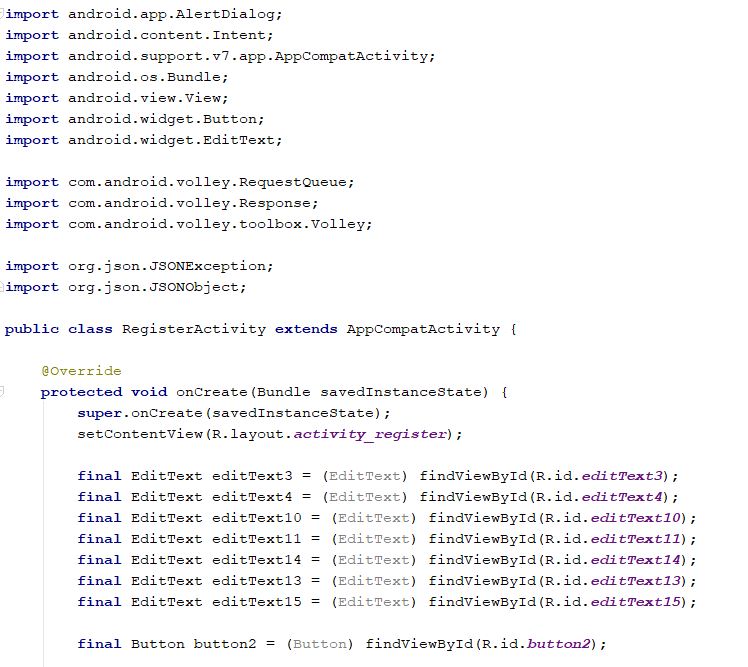 import android.app.AlertDialog;
import android.content.Intent;
import android.support.v7.app.AppCompatActivity;
import android.os.Bundle;
import android.view.View;
import android.widget.Button;
import android.widget.EditText;

import com.android.volley.RequestQueue;
import com.android.volley.Response;
import com.android.volley.toolbox.Volley;

import org.json.JSONException;
import org.json.JSONObject;

public class RegisterActivity extends AppCompatActivity {

    @Override
    protected void onCreate(Bundle savedInstanceState) {
        super.onCreate(savedInstanceState);
        setContentView(R.layout.activity_register);

        final EditText editText3 = (EditText) findViewById(R.id.editText3);
        final EditText editText4 = (EditText) findViewById(R.id.editText4);
        final EditText editText10 = (EditText) findViewById(R.id.editText10);
        final EditText editText11 = (EditText) findViewById(R.id.editText11);
        final EditText editText14 = (EditText) findViewById(R.id.editText14);
        final EditText editText13 = (EditText) findViewById(R.id.editText13);
        final EditText editText15 = (EditText) findViewById(R.id.editText15);

        final Button button2 = (Button) findViewById(R.id.button2);